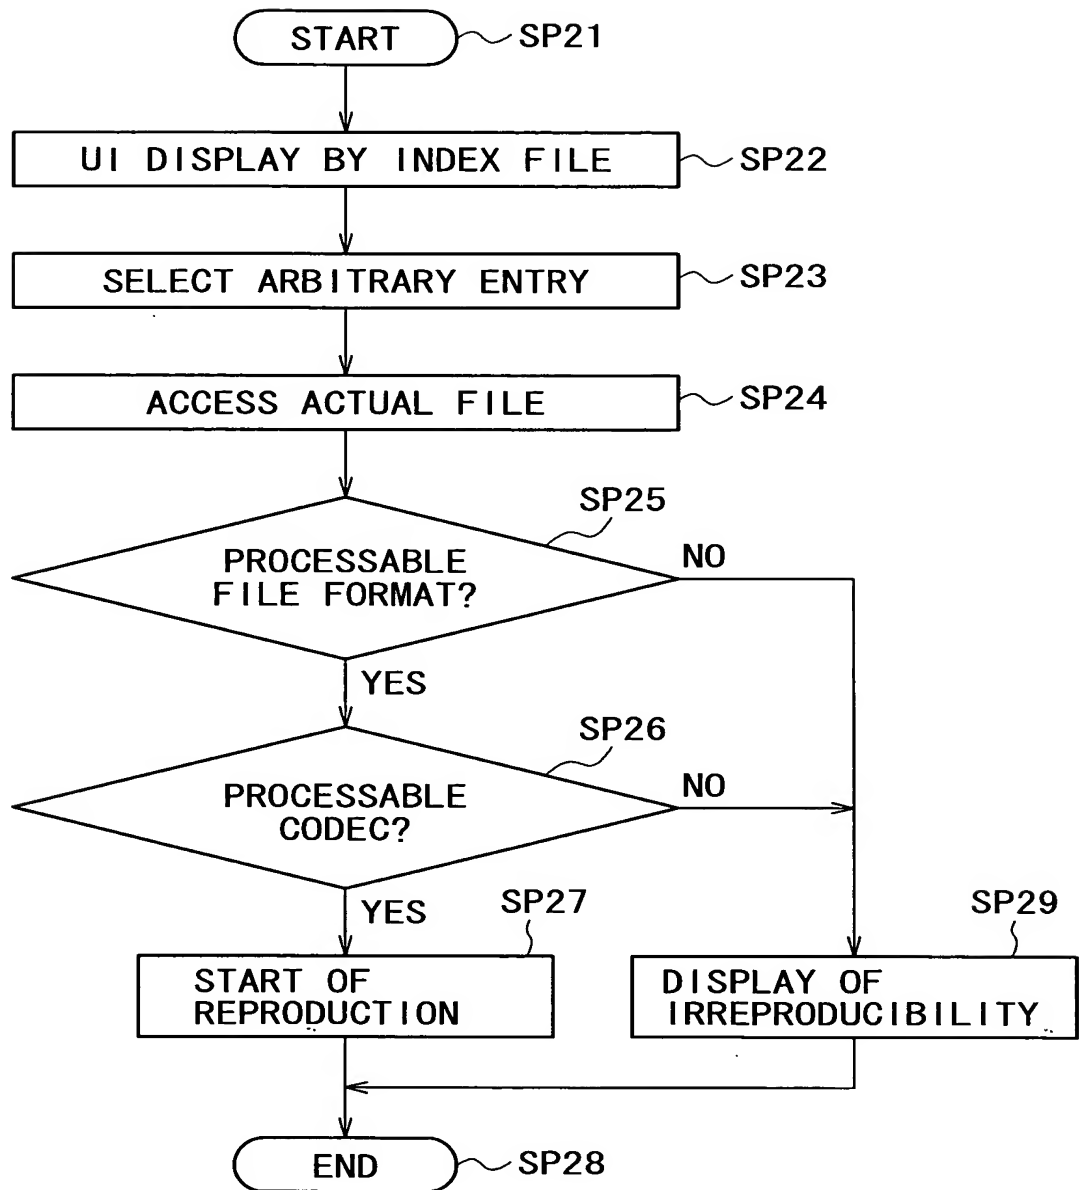 START
SP21
UI DISPLAY BY INDEX FILE
SP22
SELECT ARBITRARY ENTRY
SP23
ACCESS ACTUAL FILE
SP24
SP25
PROCESSABLE
FILE FORMAT?
NO
YES
SP26
PROCESSABLE
CODEC?
NO
YES
SP27
START OF
REPRODUCTION
SP29
DISPLAY OF
IRREPRODUCIBILITY
END
SP28